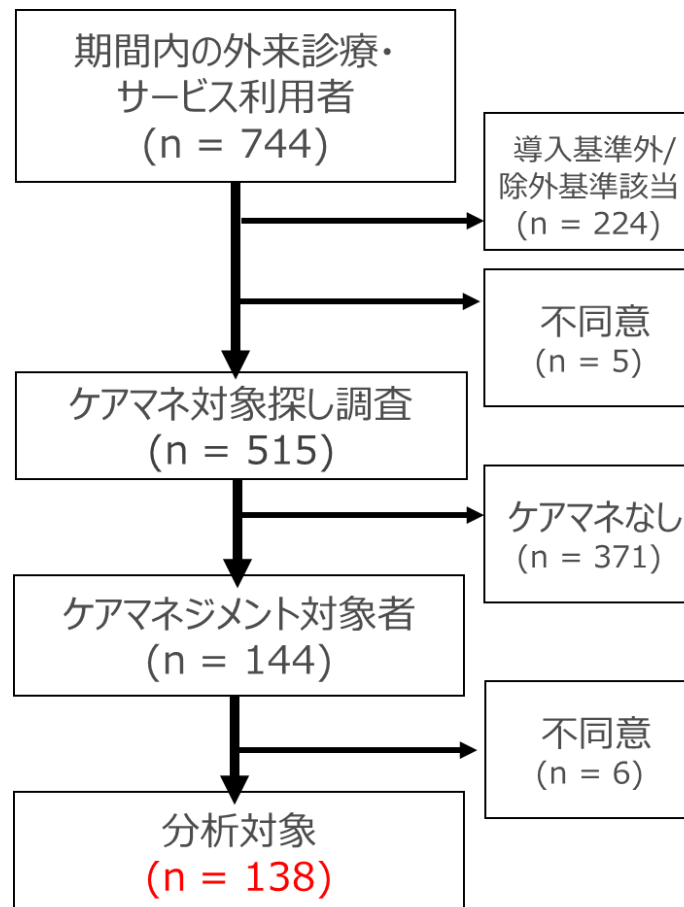 期間内の外来診療・
サービス利用者
(n = 744)
導入基準外/
除外基準該当
(n = 224)
不同意
(n = 5)
ケアマネ対象探し調査
(n = 515)
ケアマネなし
(n = 371)
ケアマネジメント対象者
(n = 144)
不同意
(n = 6)
分析対象
(n = 138)